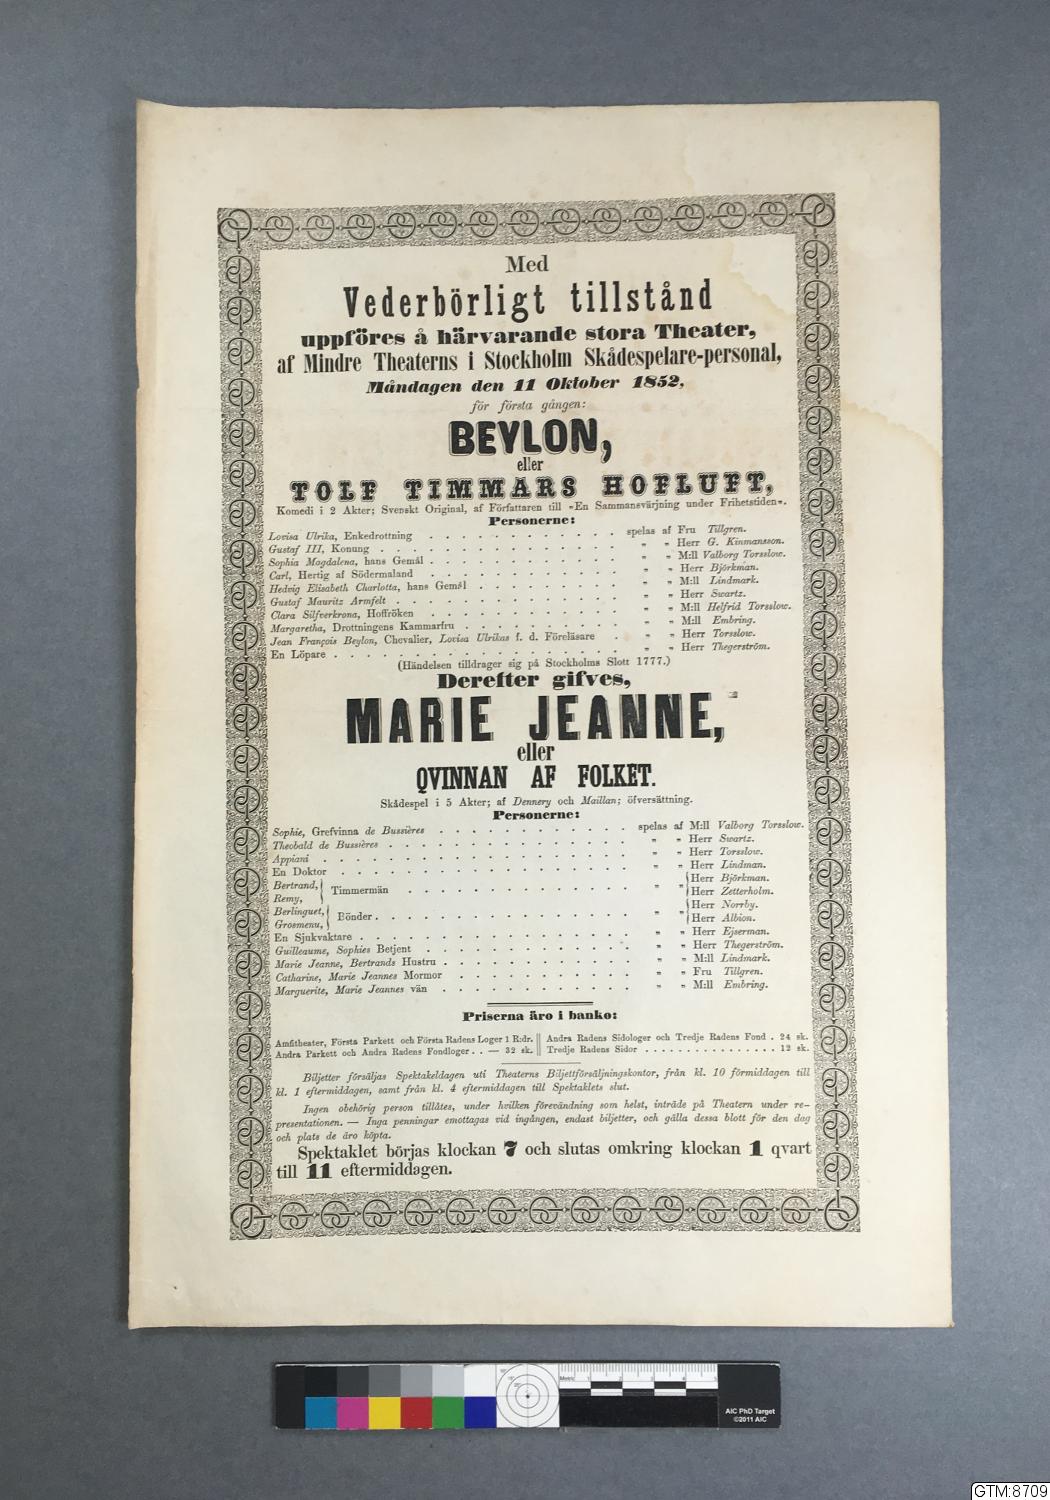 Med
Vederbörligt tillstånd
uppföres å härvarande stora Theater,
af Mindre Theaterns i Stockholm Skådespelare-personal,
Måndagen den 11 Oktober 1852,
för första gången:
BEYLON,
eller
TOLF TIMMARS HOFLUFT,
Komedi i 2 Akter; Svenskt Original, af Författaren till »En Sammansvärjning under Frihetstiden».
Personerne:
Lovisa Ulrika, Enkedrottning . . . . . . . . . . . . . spelas af Fru Tillgren.
Gustaf III, Konung . . . . . . . . . . . . . . . „ „ Herr G. Kinmansson.
Sophia Magdalena, hans Gemål . . . . . . . . . . . . „ „ M:ll Valborg Torsslow.
Carl, Hertig af Södermaland . . . . . . . . . . . . „ „ Herr Björkman.
Hedvig Elisabeth Charlotta, hans Gemål . . . . . . . . . „ „ M:ll Lindmark.
Gustaf Mauritz Armfelt . . . . . . . . . . . . . . „ „ Herr Swartz.
Clara Silfverkrona, Hoffröken . . . . . . . . . . . . „ „ M:ll Helfrid Torsslow.
Margaretha, Drottningens Kammarfru . . . . . . . . . . „ „ M:ll Embring.
Jean François Beylon, Chevalier, Lovisa Ulrikas f. d. Föreläsare . „ „ Herr Torsslow.
En Löpare . . . . . . . . . . . . . . . . . . „ „ Herr Thegerström.
(Händelsen tilldrager sig på Stockholms Slott 1777.)
Derefter gifves,
MARIE JEANNE,
eller
QVINNAN AF FOLKET.
Skådespel i 5 Akter; af Dennery och Maillan; öfversättning.
Personerne:
Sophie, Grefvinna de Bussières . . . . . . . . . . . . spelas af M:ll Valborg Torsslow.
Theobald de Bussières . . . . . . . . . . . . . . . „ „ Herr Swartz.
Appiani . . . . . . . . . . . . . . . . . . . „ „ Herr Torsslow.
En Doktor . . . . . . . . . . . . . . . . . . „ „ Herr Lindman.
Bertrand, Herr Björkman.
Timmermän . . . . . . . . . . . . . . „ „
Remy, Herr Zetterholm.
Berlinguet, Herr Norrby.
Bönder . . . . . . . . . . . . . . . . „ „
Grosmenu, Herr Albion.
En Sjukvaktare . . . . . . . . . . . . . . . . . „ „ Herr Ejserman.
Guilleaume, Sophies Betjent . . . . . . . . . . . . . „ „ Herr Thegerström.
Marie Jeanne, Bertrands Hustru . . . . . . . . . . . . „ „ M:ll Lindmark.
Catharine, Marie Jeannes Mormor . . . . . . . . . . . „ „ Fru Tillgren.
Marguerite, Marie Jeannes vän . . . . . . . . . . . . „ „ M:ll Embring.
Priserna äro i banko:
Amfitheater, Första Parkett och Första Radens Loger 1 R:dr. Andra Radens Sidologer och Tredje Radens Fond . 24 sk.
Andra Parkett och Andra Radens Fondloger . . — 32 sk. Tredje Radens Sidor . . . . . . . . . . . . . . . 12 sk.
Biljetter försäljas Spektakeldagen uti Theaterns Biljettförsäljningskontor, från kl. 10 förmiddagen till
kl. 1 eftermiddagen, samt från kl. 4 eftermiddagen till Spektaklets slut.
Ingen obehörig person tillåtes, under hvilken förevändning som helst, inträde på Theatern under re-
presentationen. — Inga penningar emottagas vid ingången, endast biljetter, och gälla dessa blott för den dag
och plats de äro köpta.
Spektaklet börjas klockan 7 och slutas omkring klockan 1 qvart
till 11 eftermiddagen.
Metric 1 2 3 4 5
AIC PhD Target
©2011 AIC
GTM:8709